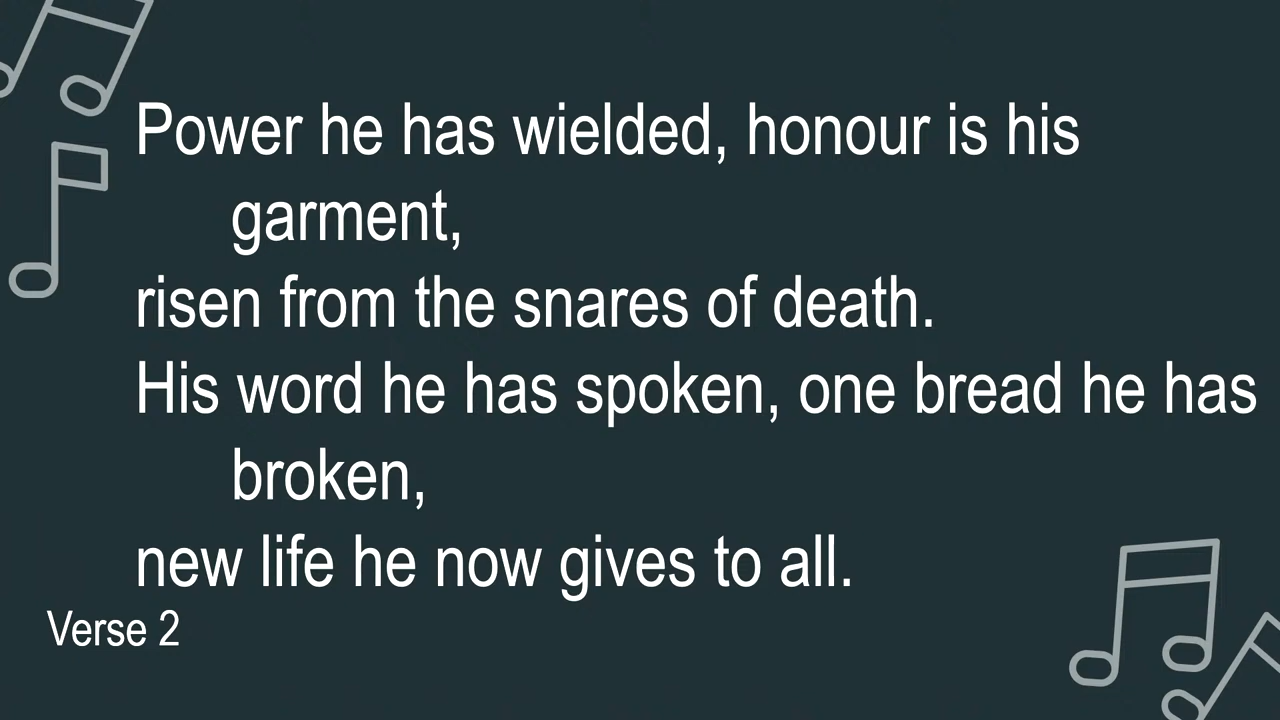 Power he has wielded, honour is his
garment,
risen from the snares of death.
His word he has spoken, one bread he has
broken,
new life he now gives to all.
Verse 2